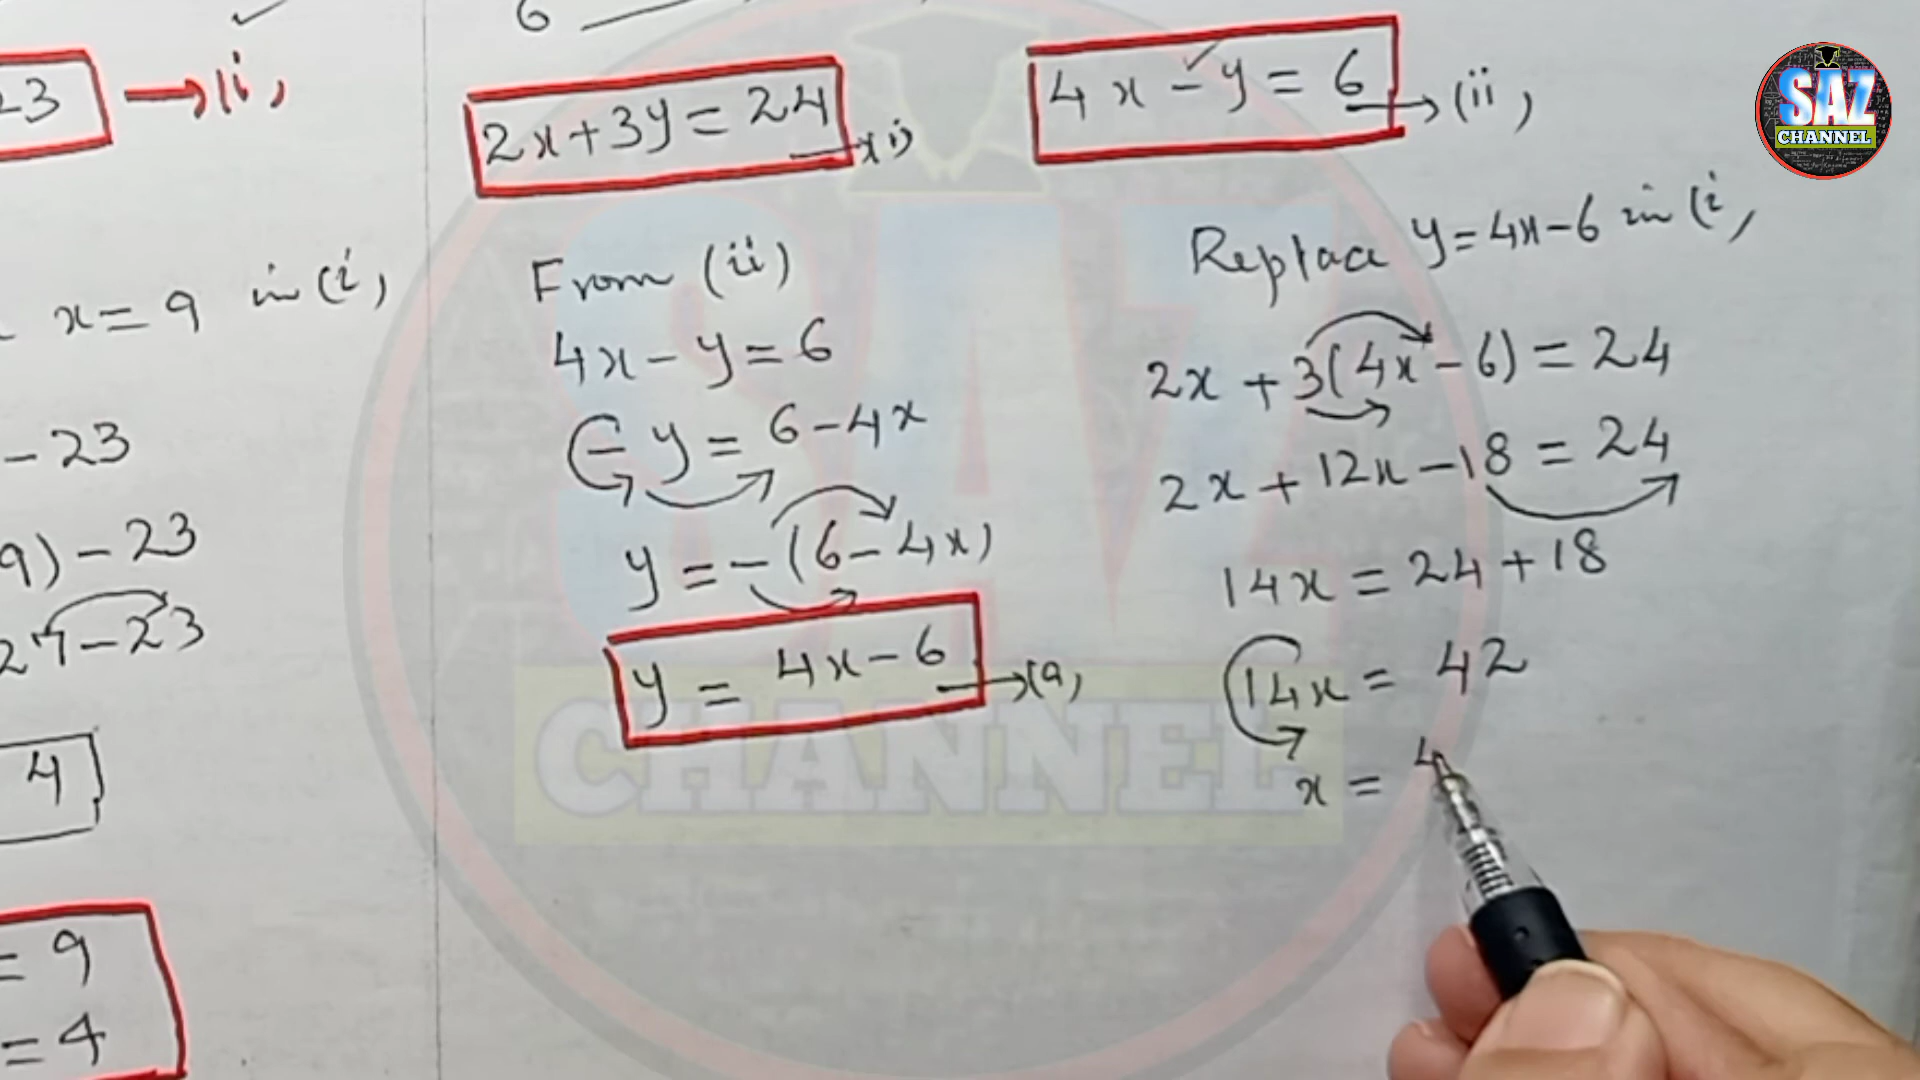 23 → (i,
x = 9 in (i,
- 23
9) - 23
27 - 23
4
= 9
= 4
6
2x + 3y = 24
4x - y = 6 → (ii,
From (ii)
4x - y = 6
- y = 6 - 4x
y = - (6 - 4x)
y = 4x - 6 → (a,
Replace y = 4x - 6 in (i,
2x + 3(4x - 6) = 24
2x + 12x - 18 = 24
14x = 24 + 18
14x = 42
x = 4
SAZ
CHANNEL
SAZ
CHANNEL